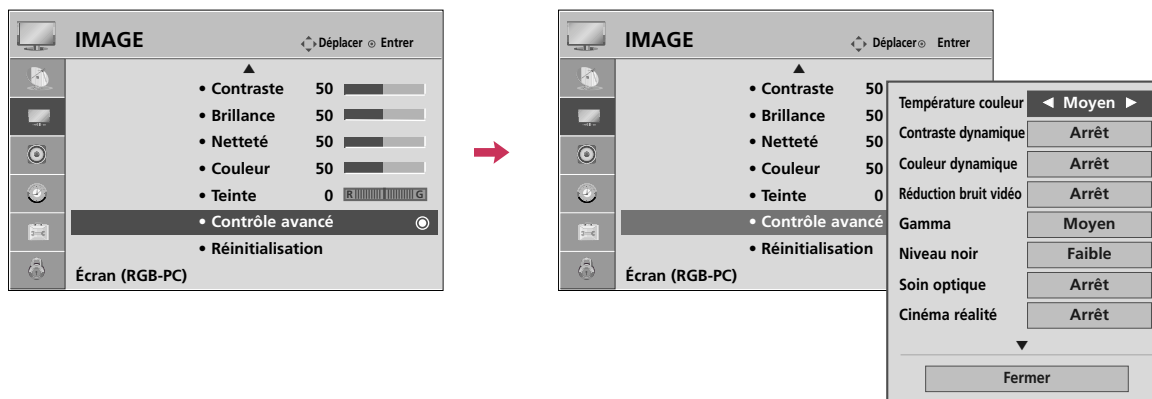 IMAGE
Déplacer Entrer
• Contraste 50
• Brillance 50
• Netteté 50
• Couleur 50
• Teinte 0 R G
• Contrôle avancé
• Réinitialisation
Écran (RGB-PC)
IMAGE
Déplacer Entrer
• Contraste 50
• Brillance 50
• Netteté 50
• Couleur 50
• Teinte 0
• Contrôle avancé
• Réinitialisation
Écran (RGB-PC)
Température couleur ◄ Moyen ►
Contraste dynamique Arrêt
Couleur dynamique Arrêt
Réduction bruit vidéo Arrêt
Gamma Moyen
Niveau noir Faible
Soin optique Arrêt
Cinéma réalité Arrêt
Fermer